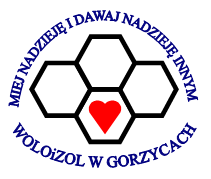 MIEJ NADZIEJĘ I DAWAJ NADZIEJĘ INNYM
WOLOiZOL W GORZYCACH